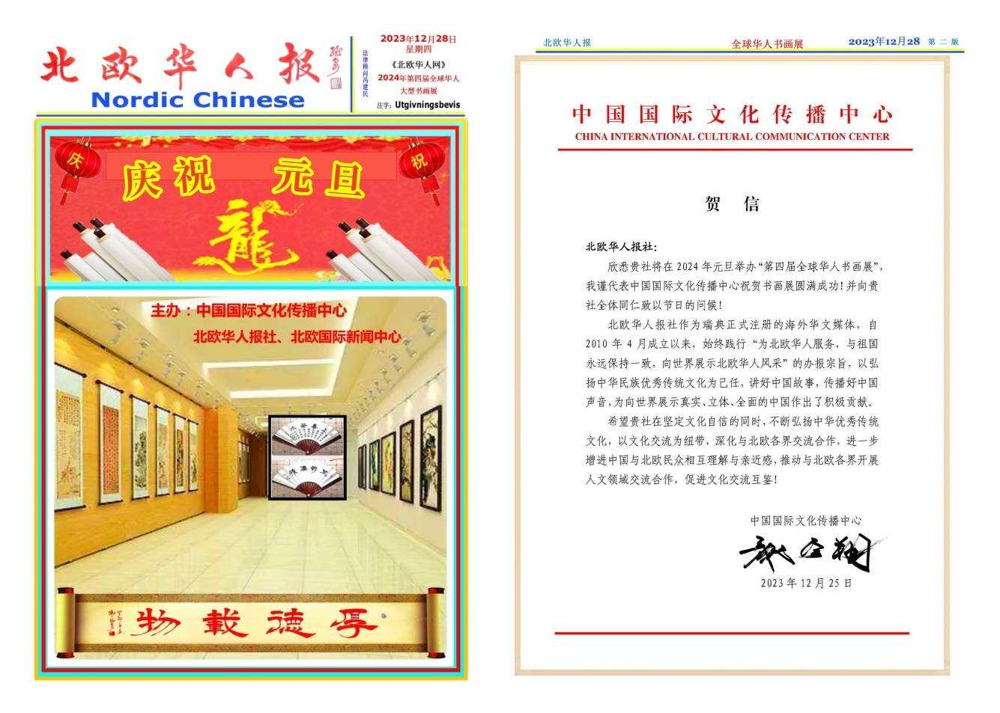 北欧华人报
Nordic Chinese
法律顾问冯建民
2023年12月28日
星期四
《北欧华人网》
2024年第四届全球华人
大型书画展
注字：Utgivningsbevis
庆
祝
庆祝 元旦
龍
主办：中国国际文化传播中心
北欧华人报社、北欧国际新闻中心
厚德載物
北欧华人报
全球华人书画展
2023年12月28 第二版
中国国际文化传播中心
CHINA INTERNATIONAL CULTURAL COMMUNICATION CENTER
贺 信
北欧华人报社：
欣悉贵社将在 2024 年元旦举办“第四届全球华人书画展”，
我谨代表中国国际文化传播中心祝贺书画展圆满成功！并向贵
社全体同仁致以节日的问候！
北欧华人报社作为瑞典正式注册的海外华文媒体，自
2010 年 4 月成立以来，始终践行“为北欧华人服务，与祖国
永远保持一致，向世界展示北欧华人风采”的办报宗旨，以弘
扬中华民族优秀传统文化为己任，讲好中国故事，传播好中国
声音，为向世界展示真实、立体、全面的中国作出了积极贡献。
希望贵社在坚定文化自信的同时，不断弘扬中华优秀传统
文化，以文化交流为纽带，深化与北欧各界交流合作，进一步
增进中国与北欧民众相互理解与亲近感，推动与北欧各界开展
人文领域交流合作，促进文化交流互鉴！
中国国际文化传播中心
2023 年 12 月 25 日